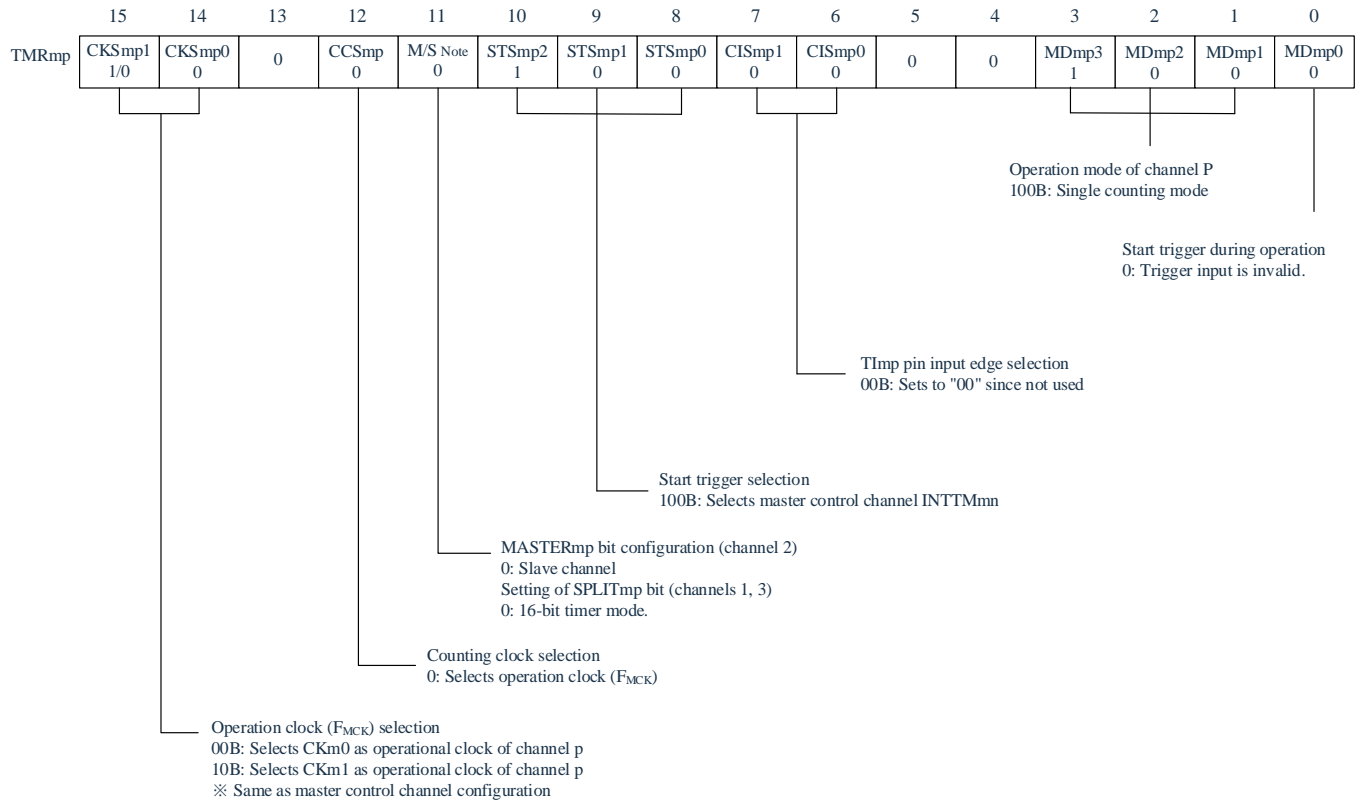 15 14 13 12 11 10 9 8 7 6 5 4 3 2 1 0
TMRmp CKSmp1 CKSmp0 0 CCSmp M/S Note STSmp2 STSmp1 STSmp0 CISmp1 CISmp0 0 0 MDmp3 MDmp2 MDmp1 MDmp0
1/0 0 0 0 1 0 0 0 0 1 0 0 0
Operation mode of channel P
100B: Single counting mode
Start trigger during operation
0: Trigger input is invalid.
TImp pin input edge selection
00B: Sets to "00" since not used
Start trigger selection
100B: Selects master control channel INTTMmn
MASTERmp bit configuration (channel 2)
0: Slave channel
Setting of SPLITmp bit (channels 1, 3)
0: 16-bit timer mode.
Counting clock selection
0: Selects operation clock (FMCK)
Operation clock (FMCK) selection
00B: Selects CKm0 as operational clock of channel p
10B: Selects CKm1 as operational clock of channel p
※ Same as master control channel configuration